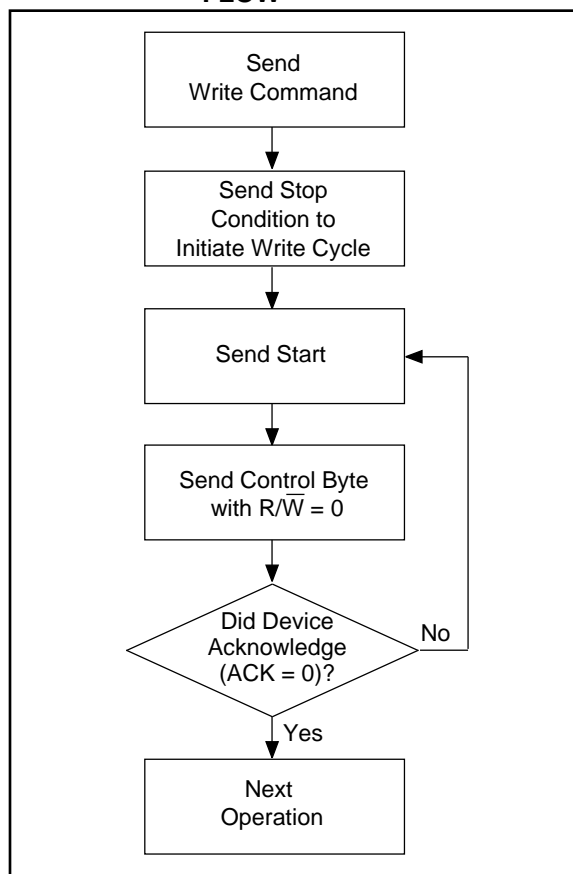 FLOW
Send
Write Command
Send Stop
Condition to
Initiate Write Cycle
Send Start
Send Control Byte
with R/W̅ = 0
Did Device
Acknowledge
(ACK = 0)?
No
Yes
Next
Operation